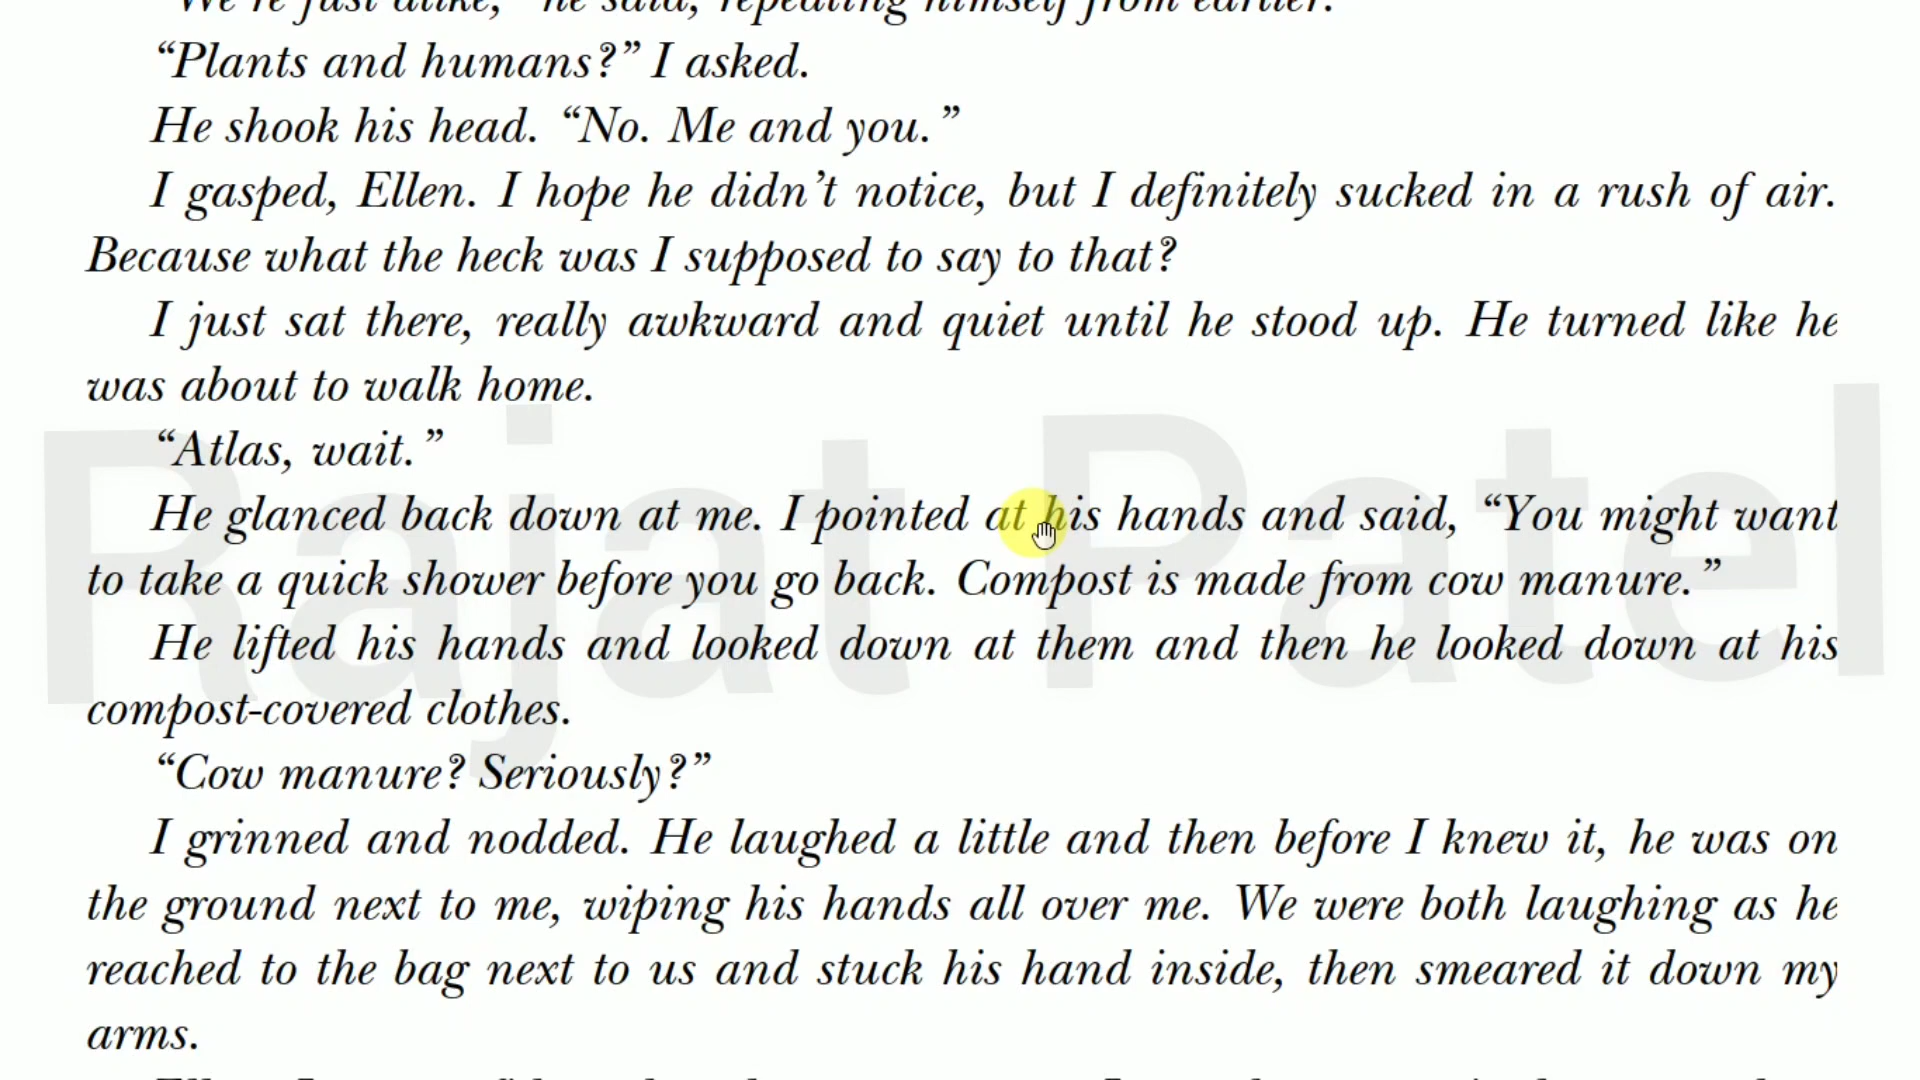 "We're just alike," he said, repeating himself from earlier.
“Plants and humans?” I asked.
He shook his head. “No. Me and you.”
I gasped, Ellen. I hope he didn’t notice, but I definitely sucked in a rush of air.
Because what the heck was I supposed to say to that?
I just sat there, really awkward and quiet until he stood up. He turned like he
was about to walk home.
“Atlas, wait.”
He glanced back down at me. I pointed at his hands and said, “You might want
to take a quick shower before you go back. Compost is made from cow manure.”
He lifted his hands and looked down at them and then he looked down at his
compost-covered clothes.
“Cow manure? Seriously?”
I grinned and nodded. He laughed a little and then before I knew it, he was on
the ground next to me, wiping his hands all over me. We were both laughing as he
reached to the bag next to us and stuck his hand inside, then smeared it down my
arms.
Rajat Patel